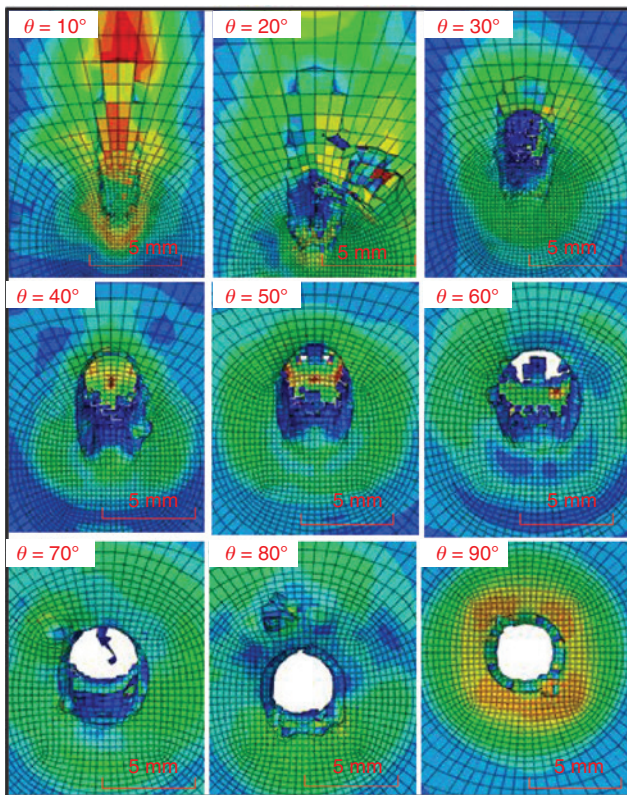 θ = 10°
θ = 20°
θ = 30°
5 mm
5 mm
5 mm
θ = 40°
θ = 50°
θ = 60°
5 mm
5 mm
5 mm
θ = 70°
θ = 80°
θ = 90°
5 mm
5 mm
5 mm